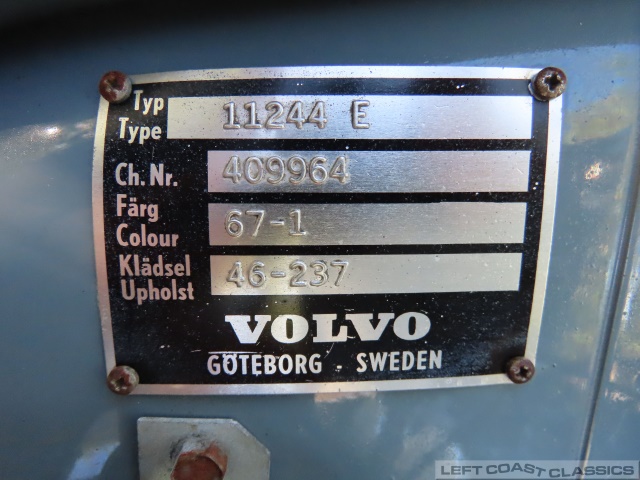 Typ
Type 11244 E
Ch.Nr. 409964
Färg
Colour 67-1
Klädsel
Upholst 46-237
VOLVO
GÖTEBORG · SWEDEN
LEFT COAST CLASSICS